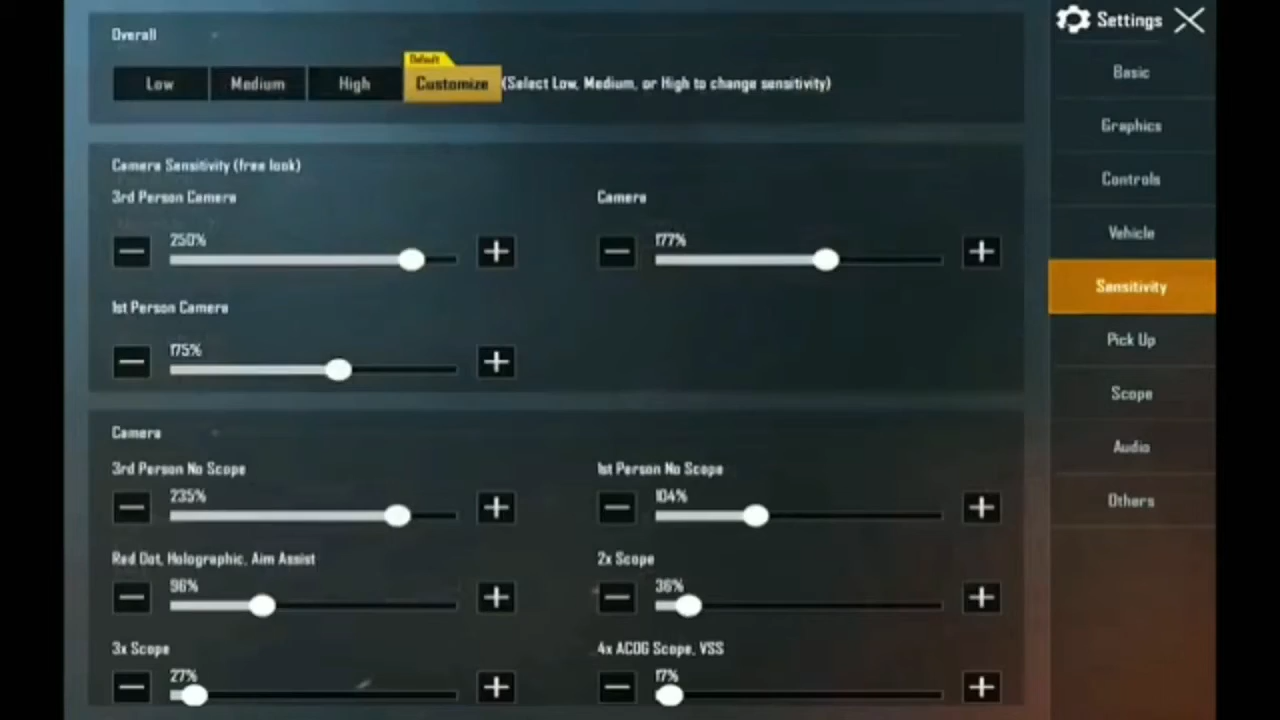 Overall
Default
Low Medium High Customize (Select Low, Medium, or High to change sensitivity)
Camera Sensitivity (free look)
3rd Person Camera
250%
Camera
177%
1st Person Camera
175%
Camera
3rd Person No Scope
235%
1st Person No Scope
104%
Red Dot, Holographic, Aim Assist
96%
2x Scope
36%
3x Scope
27%
4x ACOG Scope, VSS
17%
Settings
Basic
Graphics
Controls
Vehicle
Sensitivity
Pick Up
Scope
Audio
Others